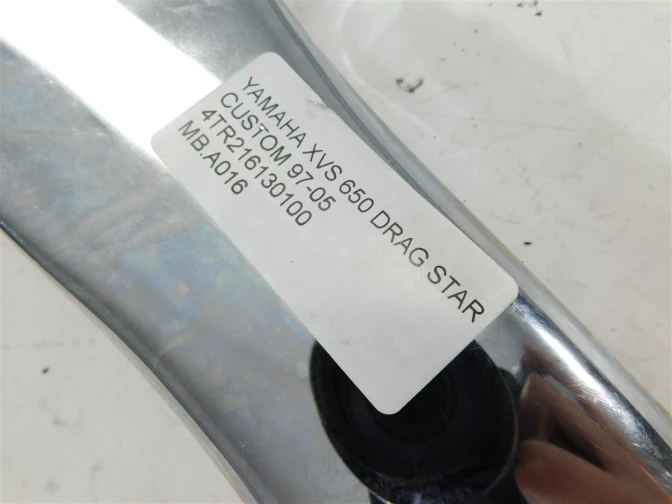 YAMAHA XVS 650 DRAG STAR
CUSTOM 97-05
4TR216130100
MB.A016